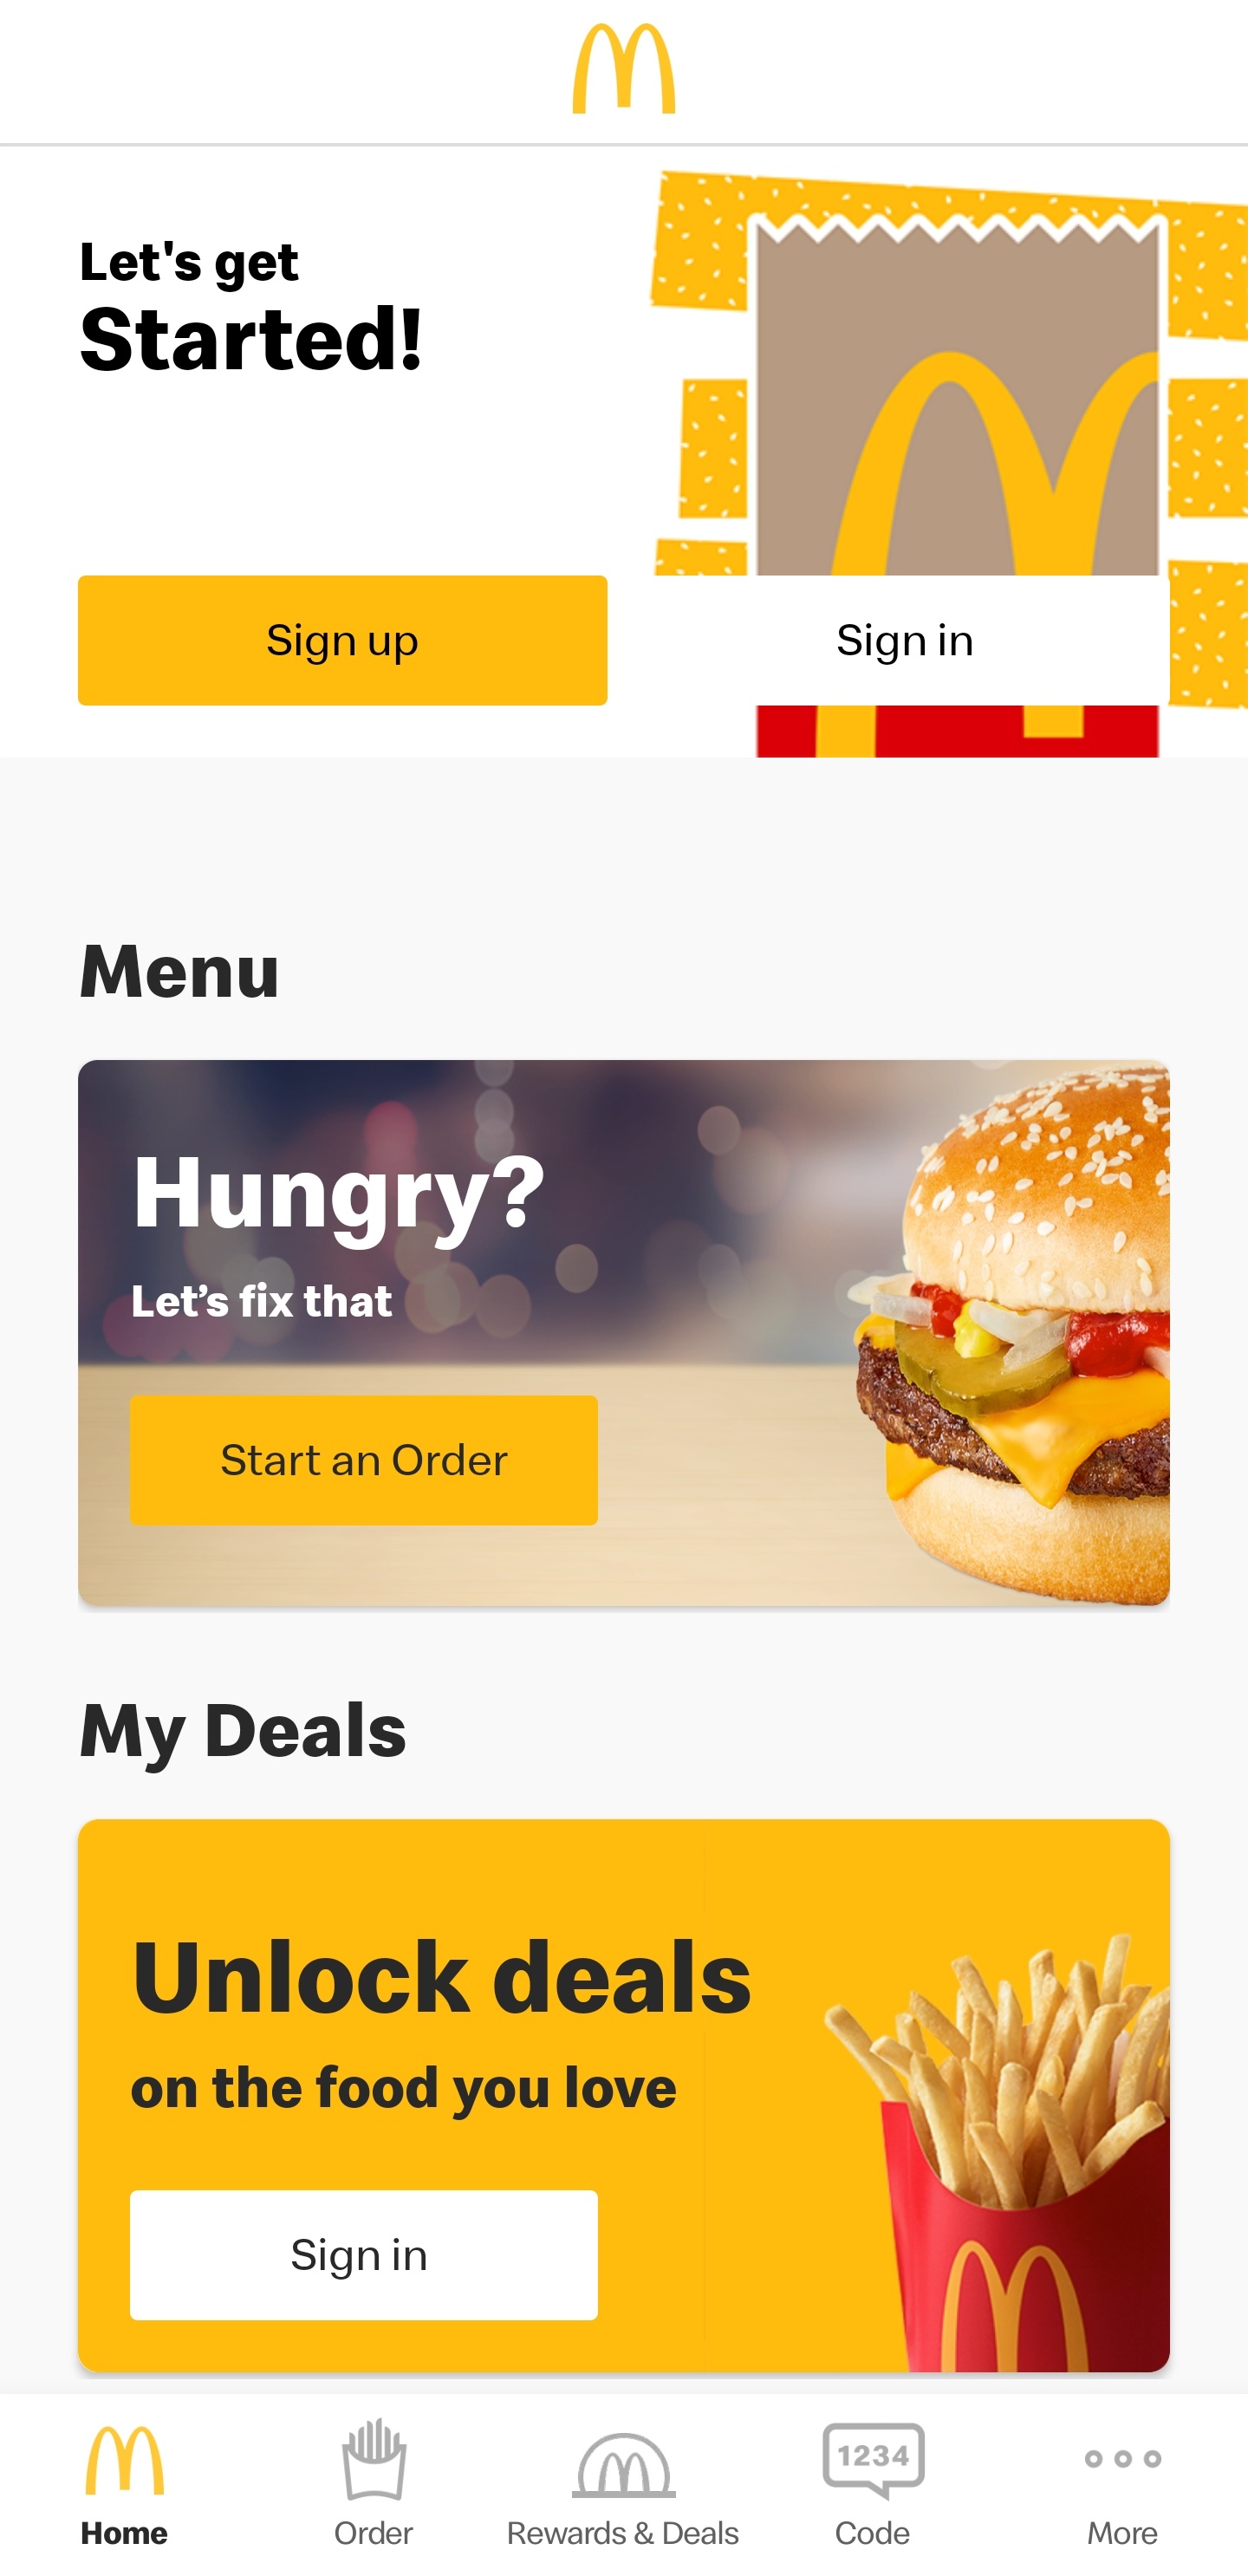 Let's get
Started!
Sign up
Sign in
Menu
Hungry?
Let’s fix that
Start an Order
My Deals
Unlock deals
on the food you love
Sign in
1234
Home
Order
Rewards & Deals
Code
More